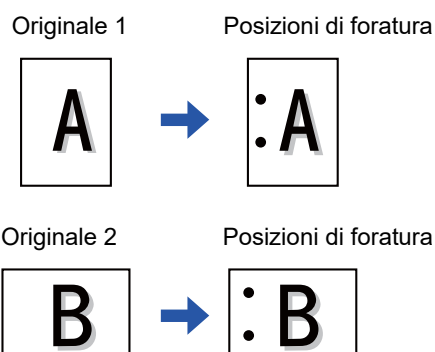 Originale 1 Posizioni di foratura
A A
Originale 2 Posizioni di foratura
B B